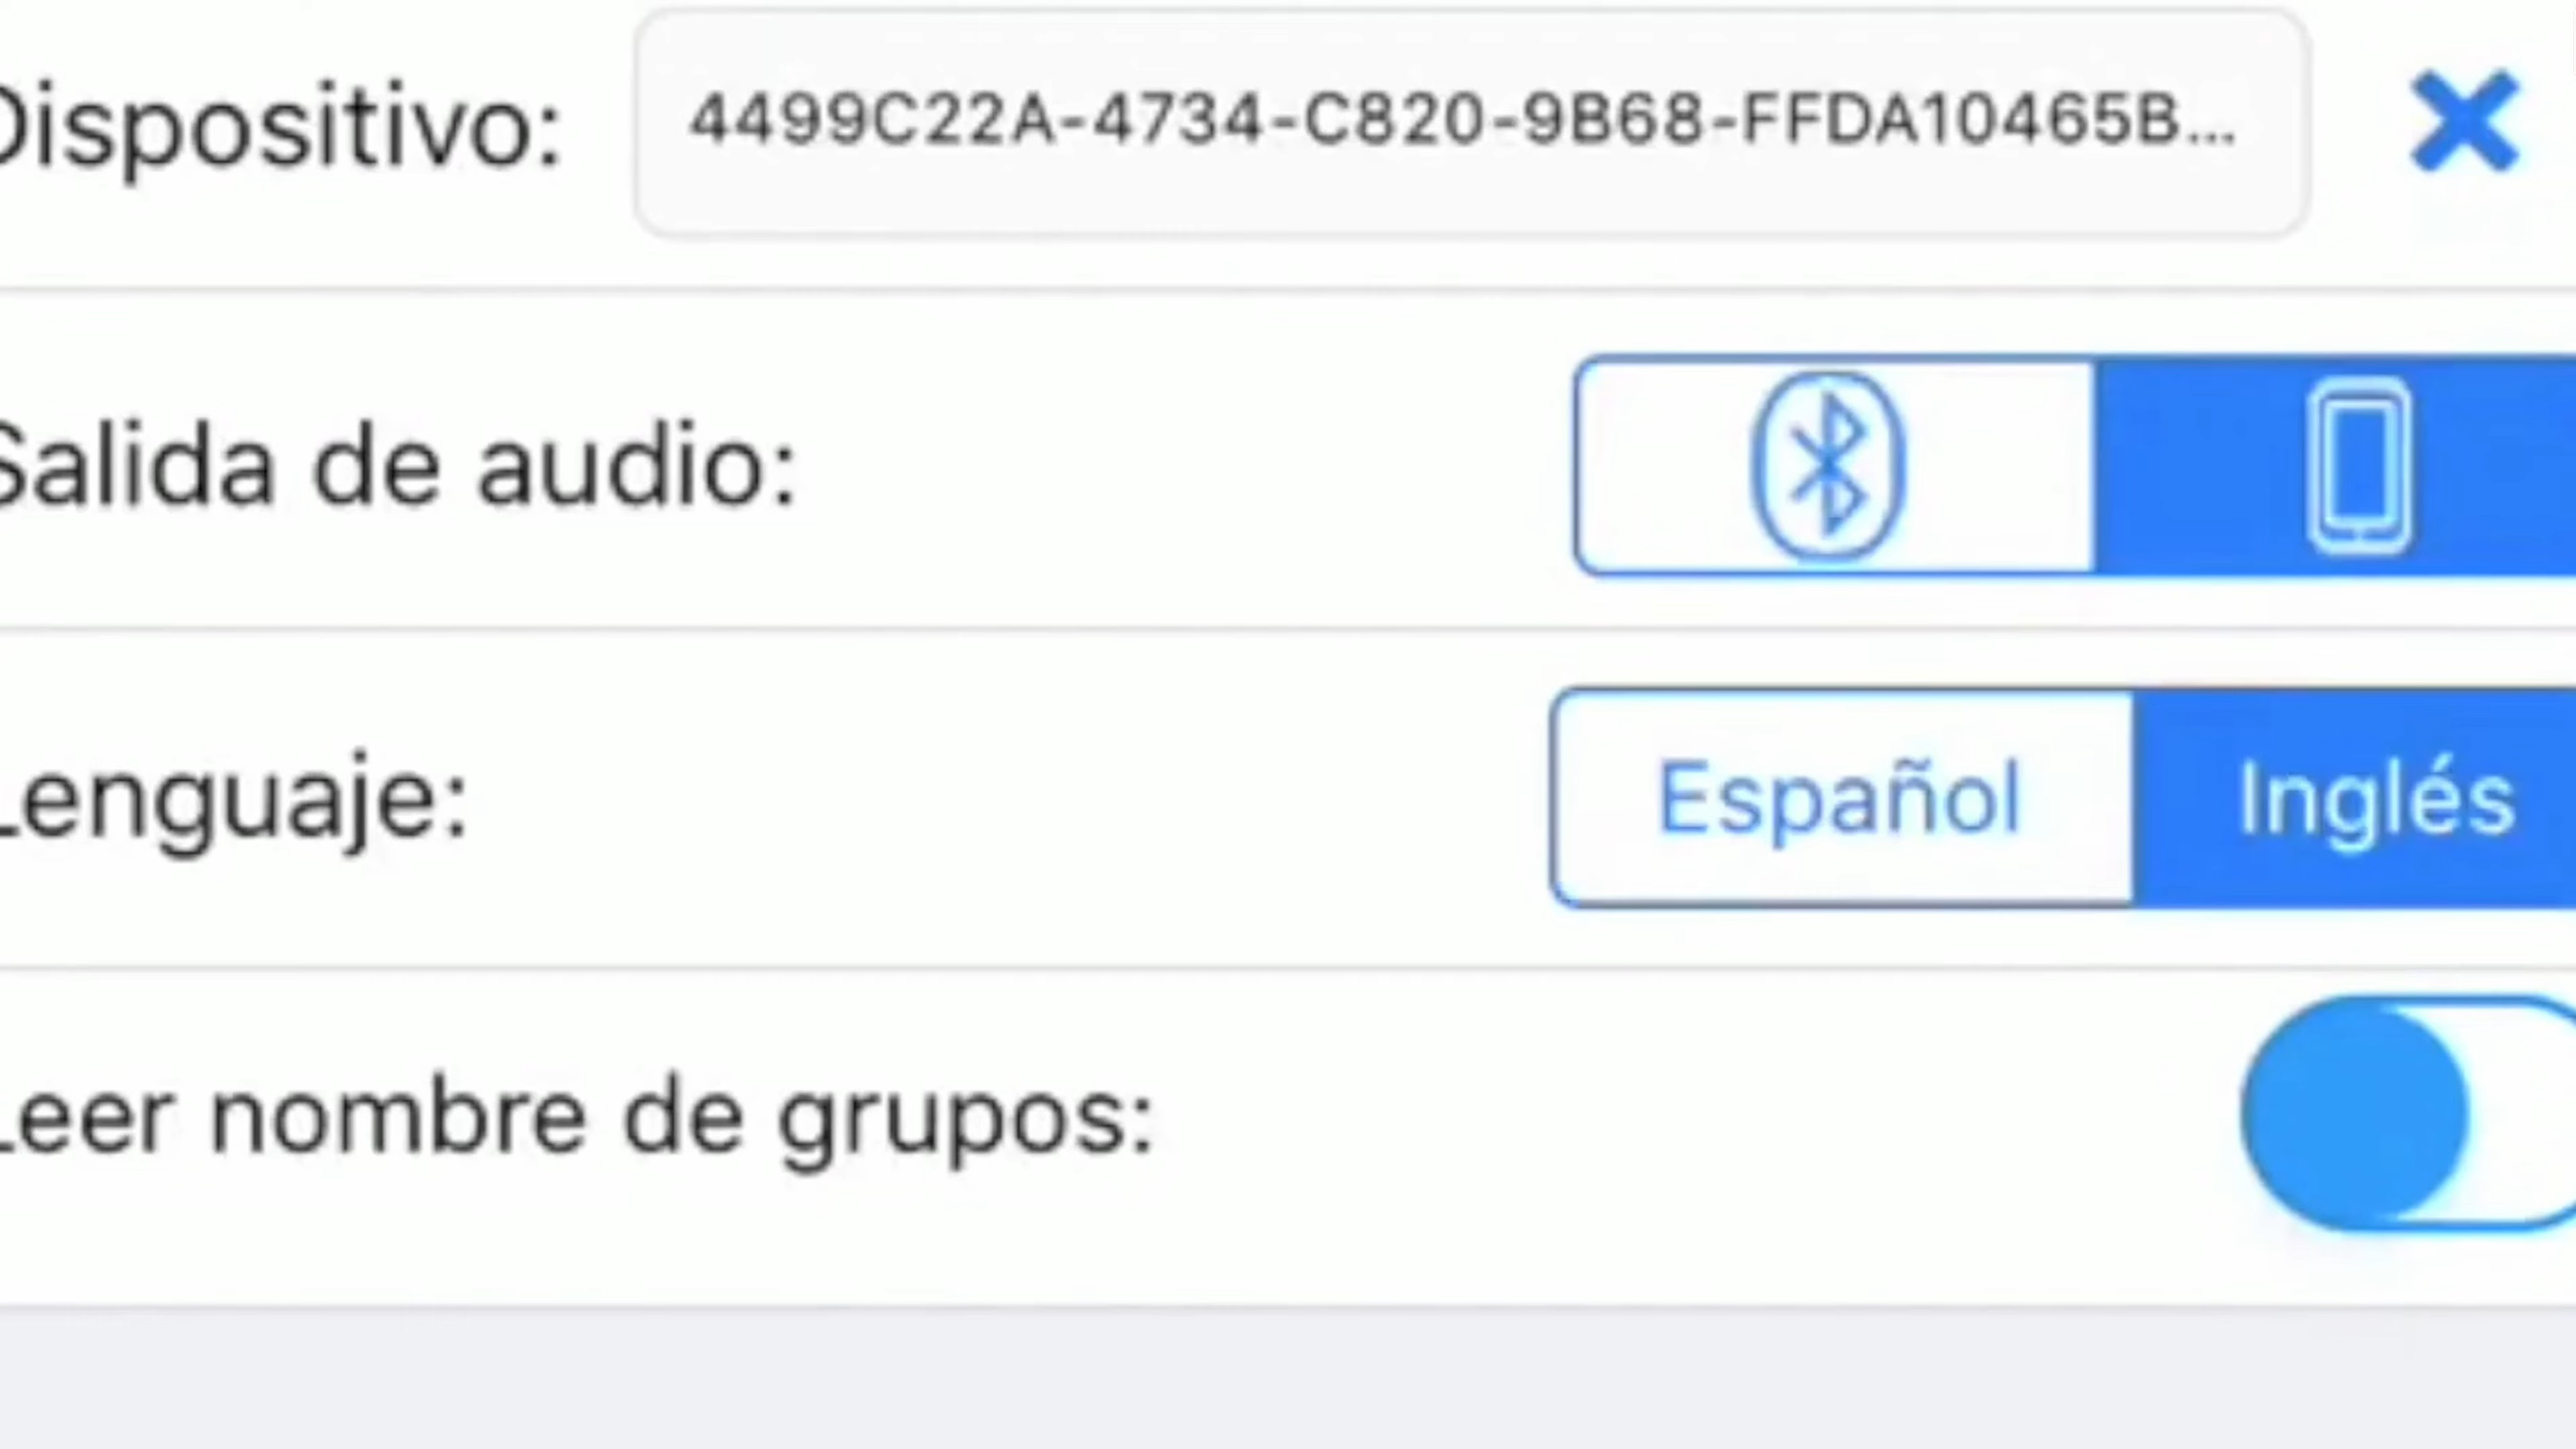 Dispositivo: 4499C22A-4734-C820-9B68-FFDA10465B...
Salida de audio:
Lenguaje: Español Inglés
Leer nombre de grupos: